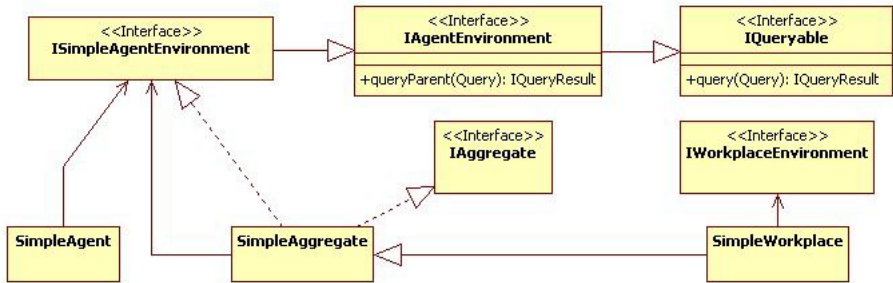 <<Interface>>
ISimpleAgentEnvironment
<<Interface>>
IAgentEnvironment
+queryParent(Query): IQueryResult
<<Interface>>
IQueryable
+query(Query): IQueryResult
<<Interface>>
IAggregate
<<Interface>>
IWorkplaceEnvironment
SimpleAgent
SimpleAggregate
SimpleWorkplace